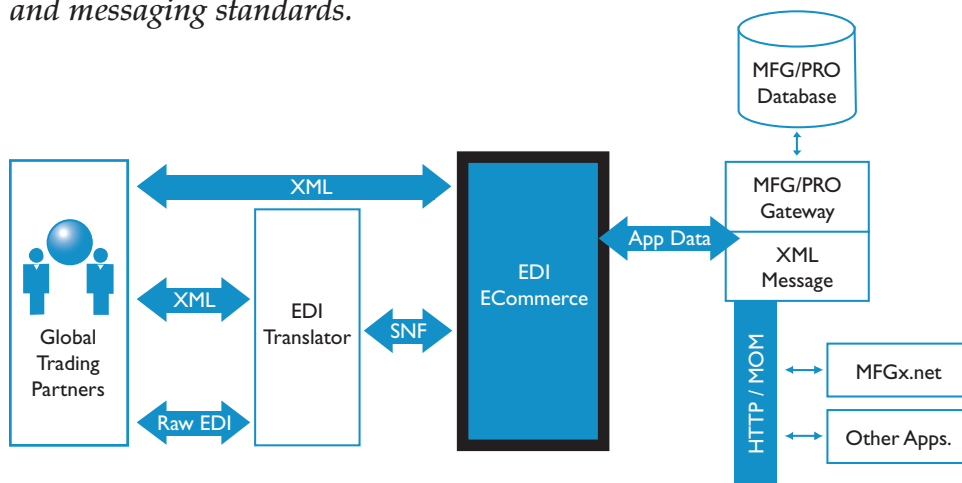 and messaging standards.
MFG/PRO
Database
XML
MFG/PRO
Gateway
App Data
XML
Message
EDI
ECommerce
XML
EDI
Translator
SNF
Global
Trading
Partners
Raw EDI
HTTP / MOM
MFGx.net
Other Apps.